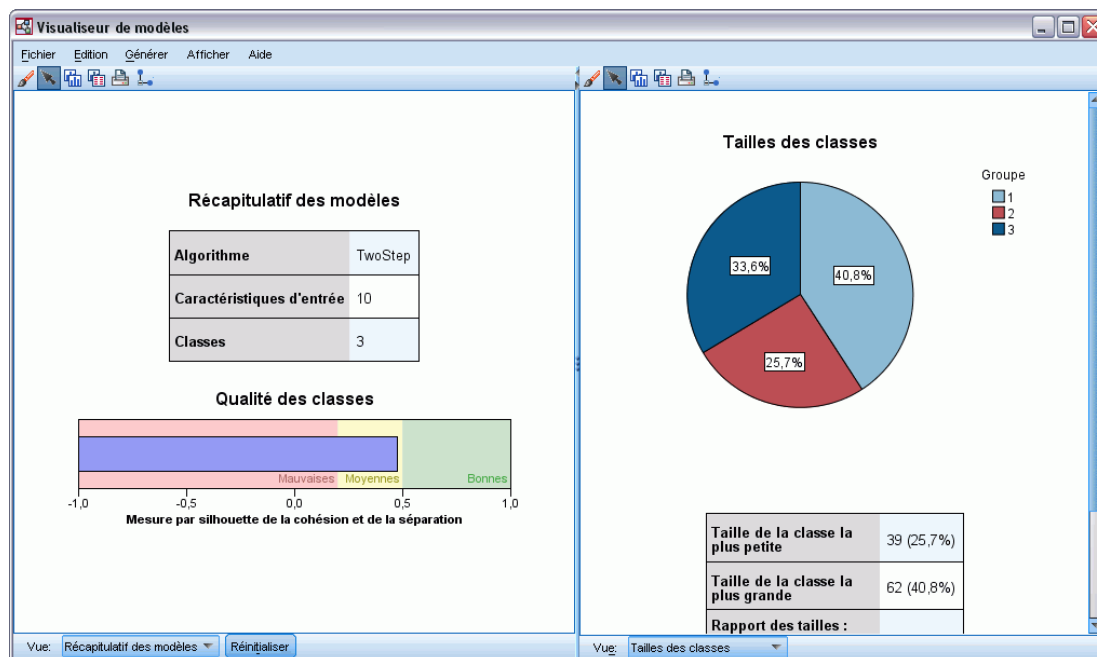 Visualiseur de modèles
Fichier Edition Générer Afficher Aide
Récapitulatif des modèles
Algorithme TwoStep
Caractéristiques d'entrée 10
Classes 3
Qualité des classes
Mauvaises Moyennes Bonnes
-1,0 -0,5 0,0 0,5 1,0
Mesure par silhouette de la cohésion et de la séparation
Vue: Récapitulatif des modèles Réinitialiser
Tailles des classes
Groupe
1
2
3
33,6%
40,8%
25,7%
Taille de la classe la
plus petite
39 (25,7%)
Taille de la classe la
plus grande
62 (40,8%)
Rapport des tailles :
Vue: Tailles des classes